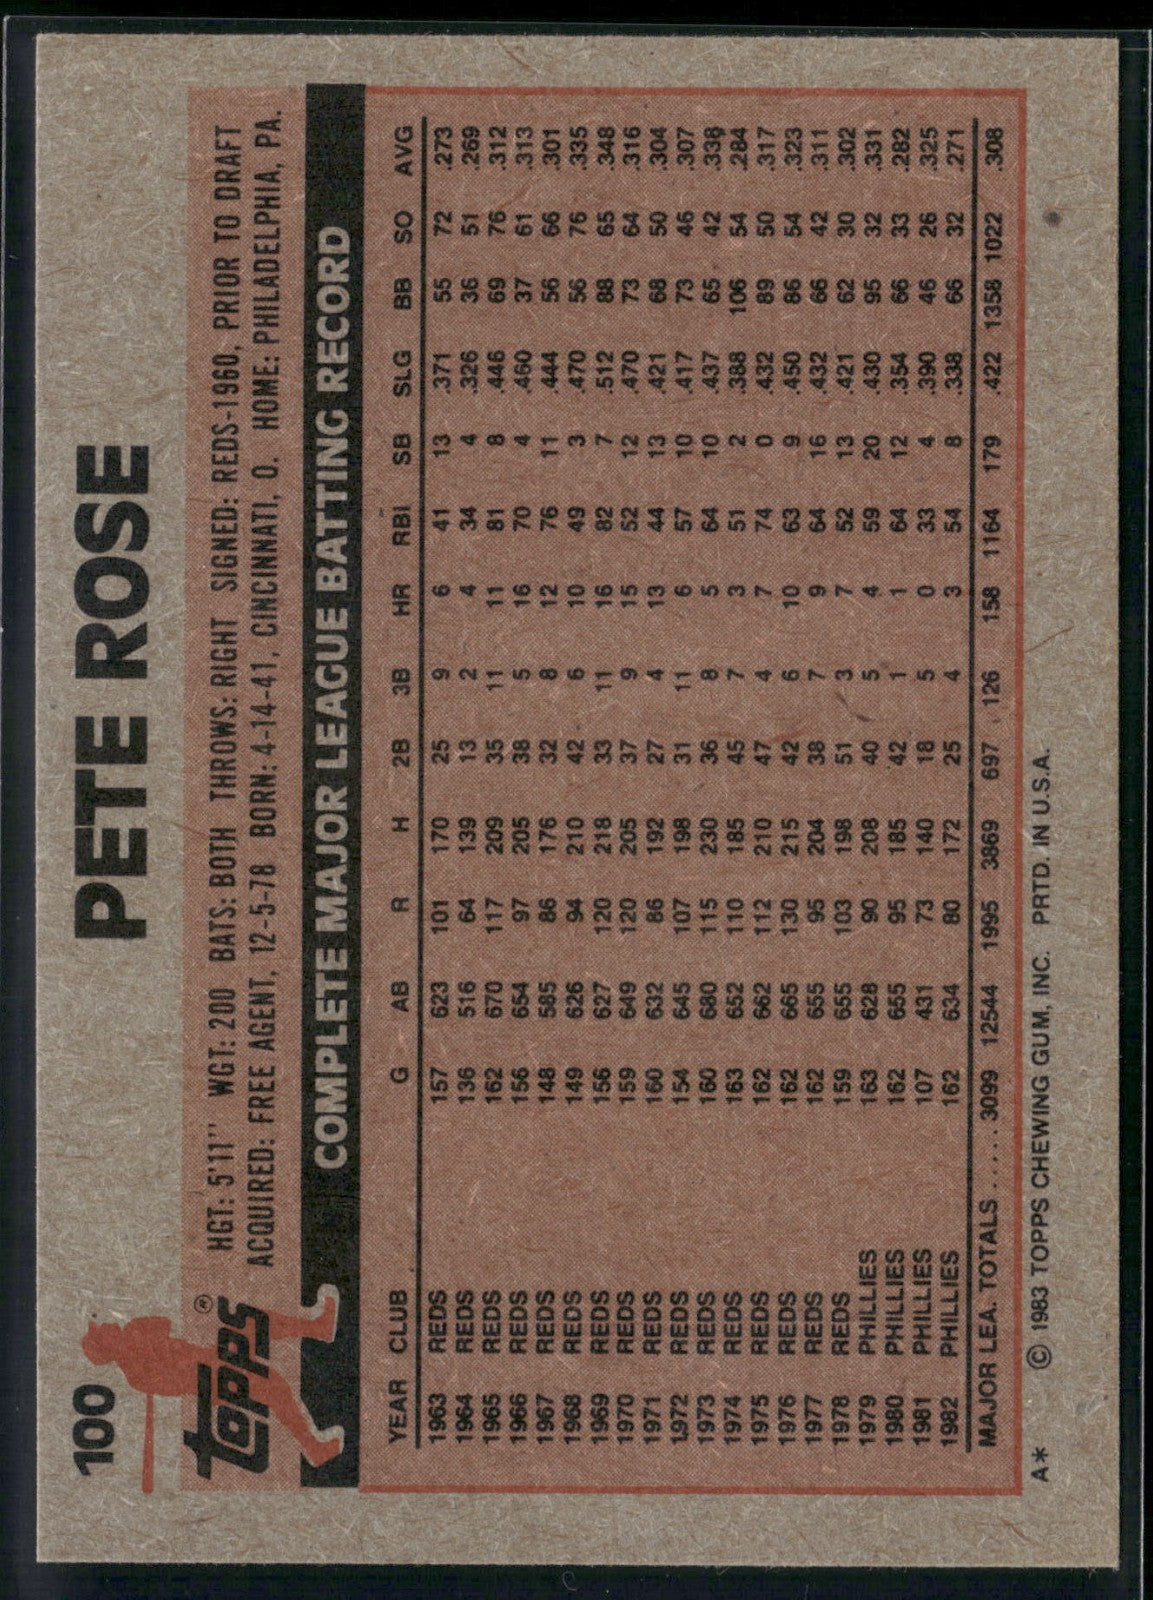 100
PETE ROSE
Topps®
HGT: 5'11" WGT: 200 BATS: BOTH THROWS: RIGHT SIGNED: REDS-1960, PRIOR TO DRAFT
ACQUIRED: FREE AGENT, 12-5-78 BORN: 4-14-41, CINCINNATI, O. HOME: PHILADELPHIA, PA.
COMPLETE MAJOR LEAGUE BATTING RECORD
YEAR CLUB G AB R H 2B 3B HR RBI SB SLG BB SO AVG
1963 REDS 157 623 101 170 25 9 6 41 13 .371 55 72 .273
1964 REDS 136 516 64 139 13 2 4 34 4 .326 36 51 .269
1965 REDS 162 670 117 209 35 11 11 81 8 .446 69 76 .312
1966 REDS 156 654 97 205 38 5 16 70 4 .460 37 61 .313
1967 REDS 148 585 86 176 32 8 12 76 11 .444 56 66 .301
1968 REDS 149 626 94 210 42 6 10 49 3 .470 56 76 .335
1969 REDS 156 627 120 218 33 11 16 82 7 .512 88 65 .348
1970 REDS 159 649 120 205 37 9 15 52 12 .470 73 64 .316
1971 REDS 160 632 86 192 27 4 13 44 13 .421 68 50 .304
1972 REDS 154 645 107 198 31 11 6 57 10 .417 73 46 .307
1973 REDS 160 680 115 230 36 8 5 64 10 .437 65 42 .338
1974 REDS 163 652 110 185 45 7 3 51 2 .388 106 54 .284
1975 REDS 162 662 112 210 47 4 7 74 0 .432 89 50 .317
1976 REDS 162 665 130 215 42 6 10 63 9 .450 86 54 .323
1977 REDS 162 655 95 204 38 7 9 64 16 .432 66 42 .311
1978 REDS 159 655 103 198 51 3 7 52 13 .421 62 30 .302
1979 PHILLIES 163 628 90 208 40 5 4 59 20 .430 95 32 .331
1980 PHILLIES 162 655 95 185 42 1 1 64 12 .354 66 33 .282
1981 PHILLIES 107 431 73 140 18 5 0 33 4 .390 46 26 .325
1982 PHILLIES 162 634 80 172 25 4 3 54 8 .338 66 32 .271
MAJOR LEA. TOTALS ...... 3099 12544 1995 3869 697 126 158 1164 179 .422 1358 1022 .308
A* © 1983 TOPPS CHEWING GUM, INC. PRTD. IN U.S.A.